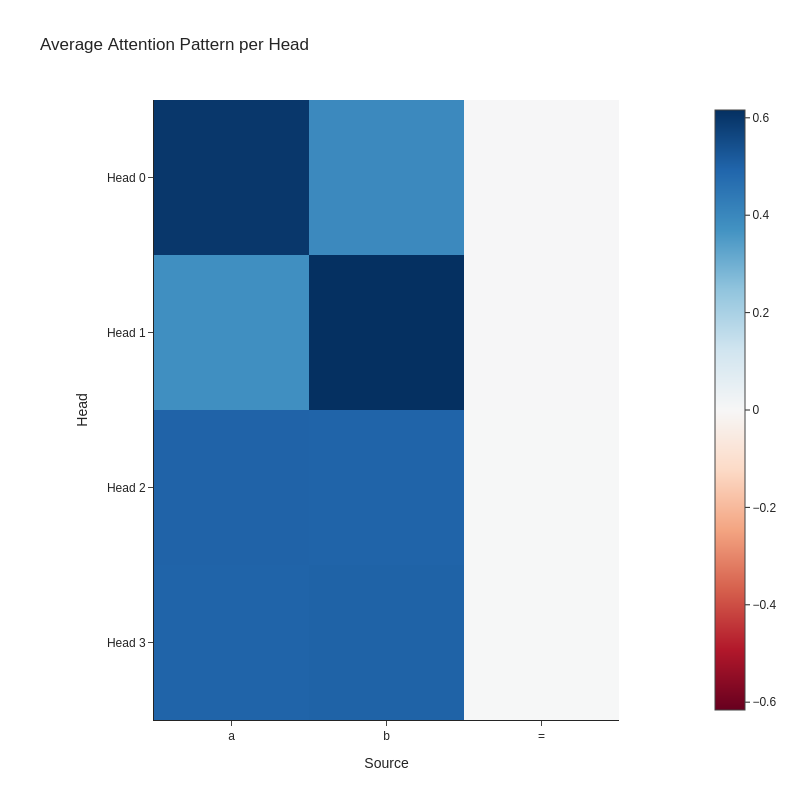 Average Attention Pattern per Head
Head 0
Head 1
Head 2
Head 3
Head
a
b
=
Source
0.6
0.4
0.2
0
−0.2
−0.4
−0.6